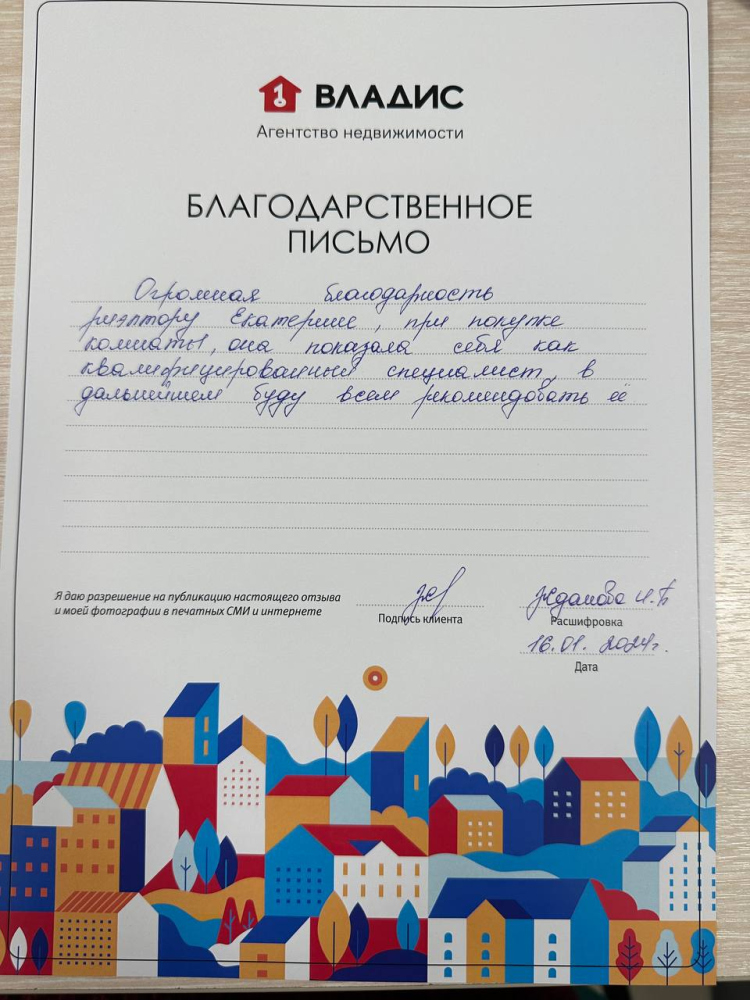 ВЛАДИС
Агентство недвижимости
БЛАГОДАРСТВЕННОЕ
ПИСЬМО
Огромная благодарность
риэлтору Екатерине, при покупке
комнаты, она показала себя как
квалифицированный специалист, в
дальнейшем буду всем рекомендовать её
Я даю разрешение на публикацию настоящего отзыва
и моей фотографии в печатных СМИ и интернете
Подпись клиента
Жданова И.В
Расшифровка
16.01.2024г.
Дата